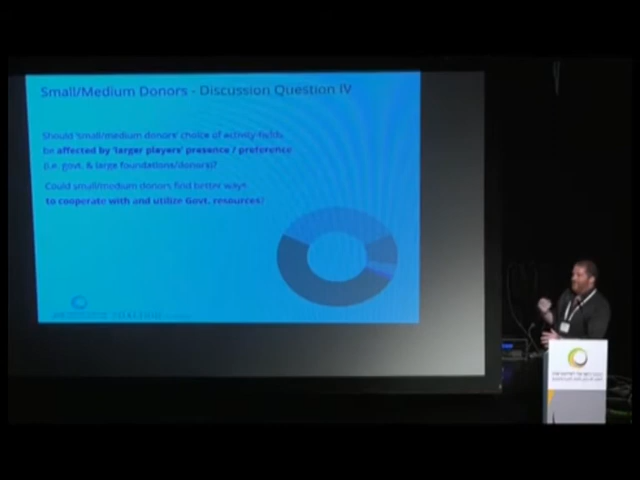 Small/Medium Donors - Discussion Question IV
Should 'small/medium donors' choice of activity-fields
be affected by 'larger players' presence / preference
(i.e. govt. & large foundations/donors)?
Could small/medium donors find better ways
to cooperate with and utilize Govt. resources?